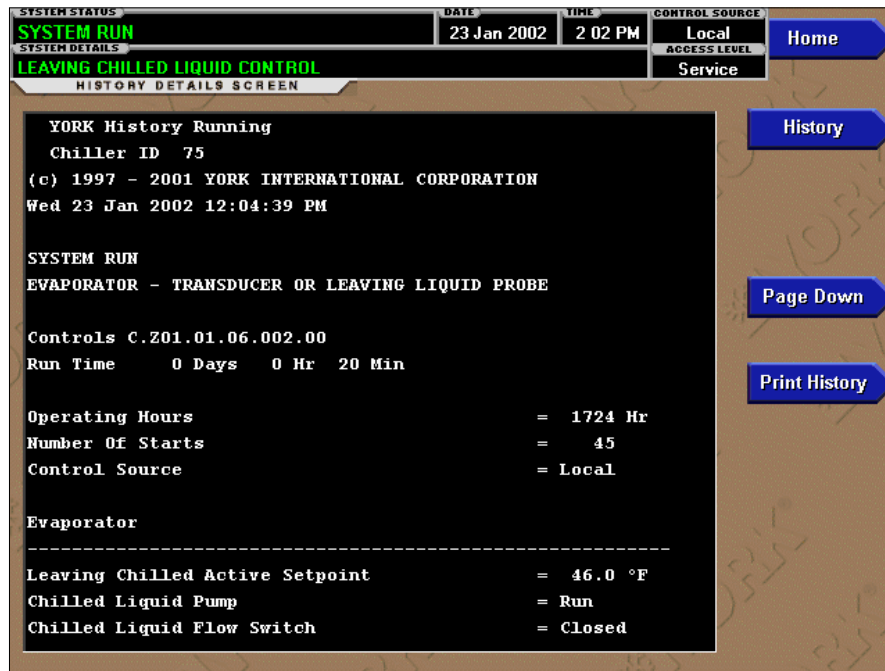 SYSTEM STATUS
SYSTEM RUN
DATE
23 Jan 2002
TIME
2 02 PM
CONTROL SOURCE
Local
SYSTEM DETAILS
LEAVING CHILLED LIQUID CONTROL
ACCESS LEVEL
Service
Home
HISTORY DETAILS SCREEN
History
Page Down
Print History
YORK History Running
Chiller ID 75
(c) 1997 - 2001 YORK INTERNATIONAL CORPORATION
Wed 23 Jan 2002 12:04:39 PM
SYSTEM RUN
EVAPORATOR - TRANSDUCER OR LEAVING LIQUID PROBE
Controls C.Z01.01.06.002.00
Run Time 0 Days 0 Hr 20 Min
Operating Hours = 1724 Hr
Number Of Starts = 45
Control Source = Local
Evaporator
Leaving Chilled Active Setpoint = 46.0 °F
Chilled Liquid Pump = Run
Chilled Liquid Flow Switch = Closed